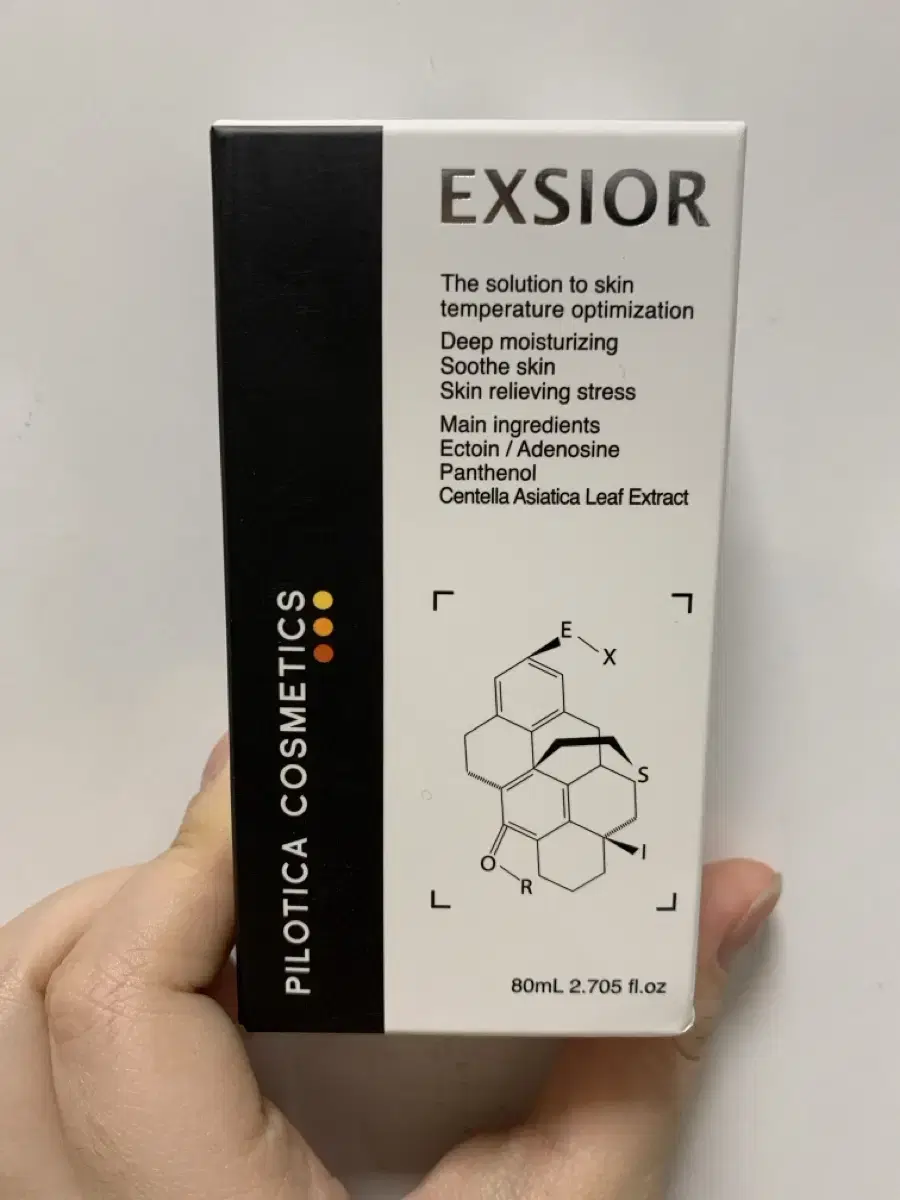 EXSIOR
The solution to skin
temperature optimization
Deep moisturizing
Soothe skin
Skin relieving stress
Main ingredients
Ectoin / Adenosine
Panthenol
Centella Asiatica Leaf Extract
PILOTICA COSMETICS
E
X
S
I
O
R
80mL 2.705 fl.oz